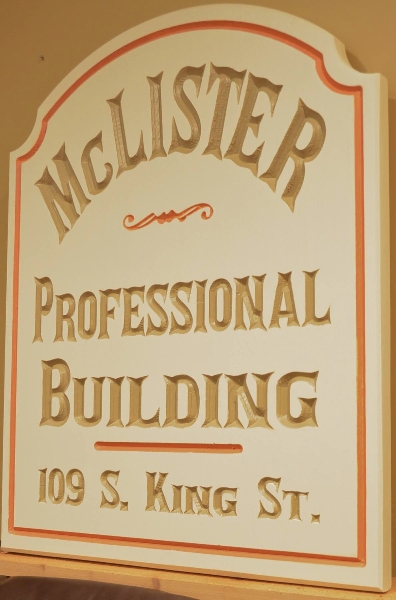 McLISTER
PROFESSIONAL
BUILDING
109 S. KING ST.